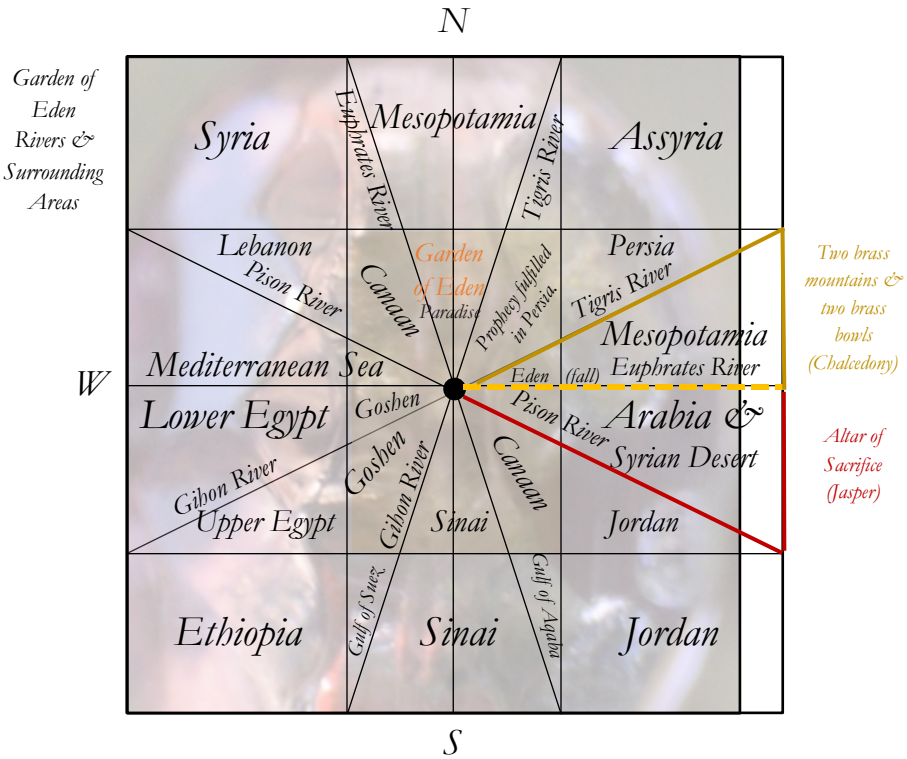 N
Garden of
Eden
Rivers &
Surrounding
Areas
Syria
Euphrates River
Mesopotamia
Tigris River
Assyria
Lebanon
Pison River
Canaan
Garden
of Eden
Paradise
Prophecy fulfilled
in Persia.
Persia
Tigris River
Mesopotamia
Euphrates River
Two brass
mountains &
two brass
bowls
(Chalcedony)
W
Mediterranean Sea
Eden (fall)
Lower Egypt
Goshen
Goshen
Gihon River
Gihon River
Upper Egypt
Sinai
Canaan
Pison River
Arabia &
Syrian Desert
Jordan
Altar of
Sacrifice
(Jasper)
Ethiopia
Gulf of Suez
Sinai
Gulf of Aqaba
Jordan
S